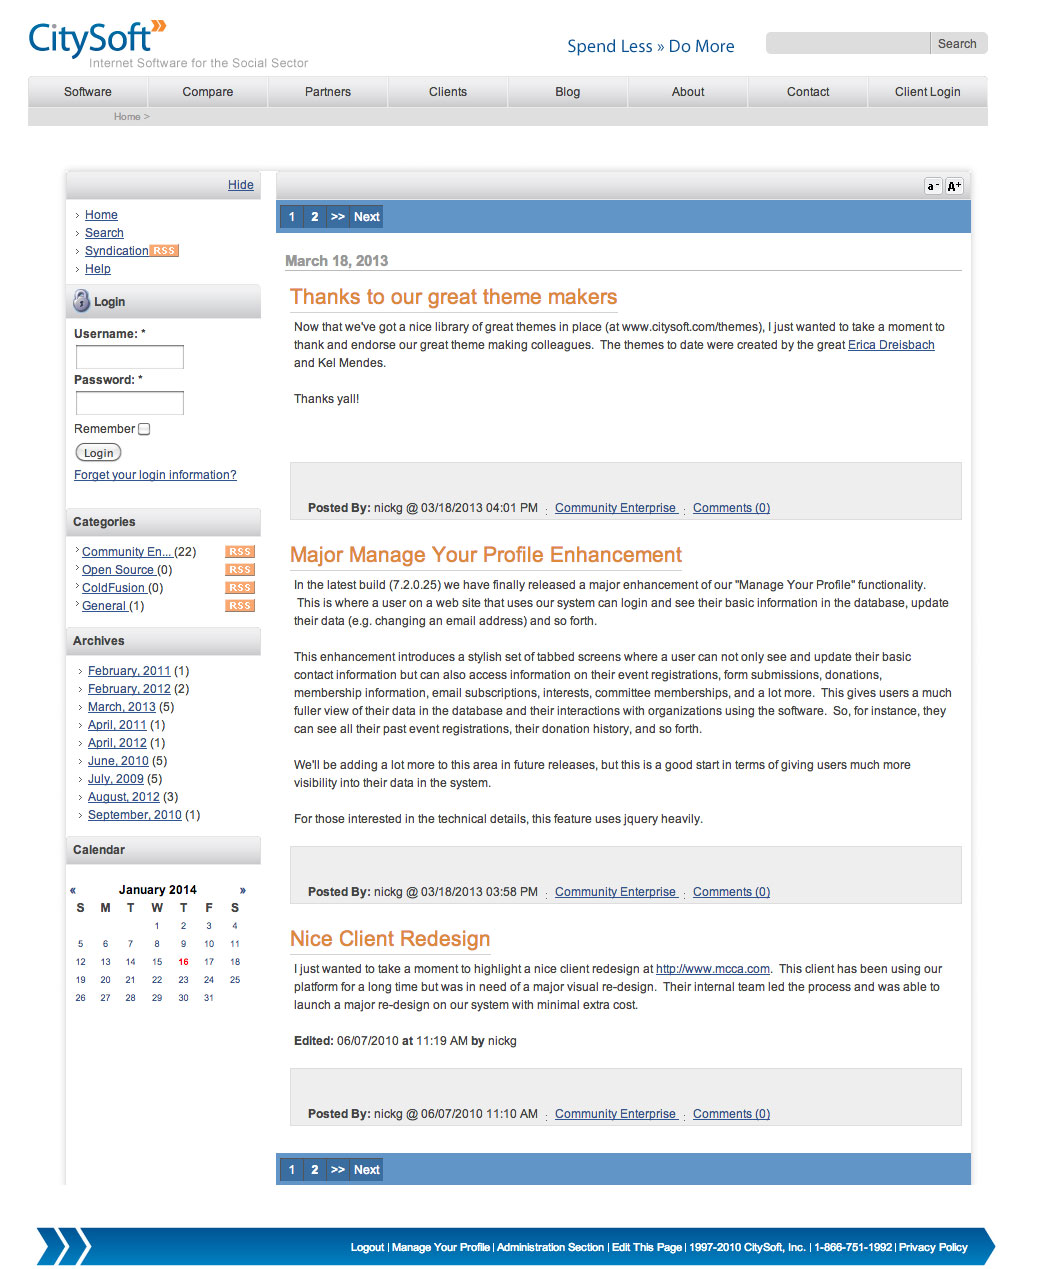 CitySoft
Internet Software for the Social Sector
Spend Less » Do More
Search
Software Compare Partners Clients Blog About Contact Client Login
Home >
Hide
a- A+
Home
Search
Syndication RSS
Help
Login
Username: *
Password: *
Remember
Login
Forget your login information?
Categories
Community En... (22) RSS
Open Source (0) RSS
ColdFusion (0) RSS
General (1) RSS
Archives
February, 2011 (1)
February, 2012 (2)
March, 2013 (5)
April, 2011 (1)
April, 2012 (1)
June, 2010 (5)
July, 2009 (5)
August, 2012 (3)
September, 2010 (1)
Calendar
« January 2014 »
S M T W T F S
1 2 3 4
5 6 7 8 9 10 11
12 13 14 15 16 17 18
19 20 21 22 23 24 25
26 27 28 29 30 31
1 2 >> Next
March 18, 2013
Thanks to our great theme makers
Now that we've got a nice library of great themes in place (at www.citysoft.com/themes), I just wanted to take a moment to
thank and endorse our great theme making colleagues. The themes to date were created by the great Erica Dreisbach
and Kel Mendes.
Thanks yall!
Posted By: nickg @ 03/18/2013 04:01 PM : Community Enterprise : Comments (0)
Major Manage Your Profile Enhancement
In the latest build (7.2.0.25) we have finally released a major enhancement of our "Manage Your Profile" functionality.
This is where a user on a web site that uses our system can login and see their basic information in the database, update
their data (e.g. changing an email address) and so forth.
This enhancement introduces a stylish set of tabbed screens where a user can not only see and update their basic
contact information but can also access information on their event registrations, form submissions, donations,
membership information, email subscriptions, interests, committee memberships, and a lot more. This gives users a much
fuller view of their data in the database and their interactions with organizations using the software. So, for instance, they
can see all their past event registrations, their donation history, and so forth.
We'll be adding a lot more to this area in future releases, but this is a good start in terms of giving users much more
visibility into their data in the system.
For those interested in the technical details, this feature uses jquery heavily.
Posted By: nickg @ 03/18/2013 03:58 PM : Community Enterprise : Comments (0)
Nice Client Redesign
I just wanted to take a moment to highlight a nice client redesign at http://www.mcca.com. This client has been using our
platform for a long time but was in need of a major visual re-design. Their internal team led the process and was able to
launch a major re-design on our system with minimal extra cost.
Edited: 06/07/2010 at 11:19 AM by nickg
Posted By: nickg @ 06/07/2010 11:10 AM : Community Enterprise : Comments (0)
1 2 >> Next
Logout | Manage Your Profile | Administration Section | Edit This Page | 1997-2010 CitySoft, Inc. | 1-866-751-1992 | Privacy Policy